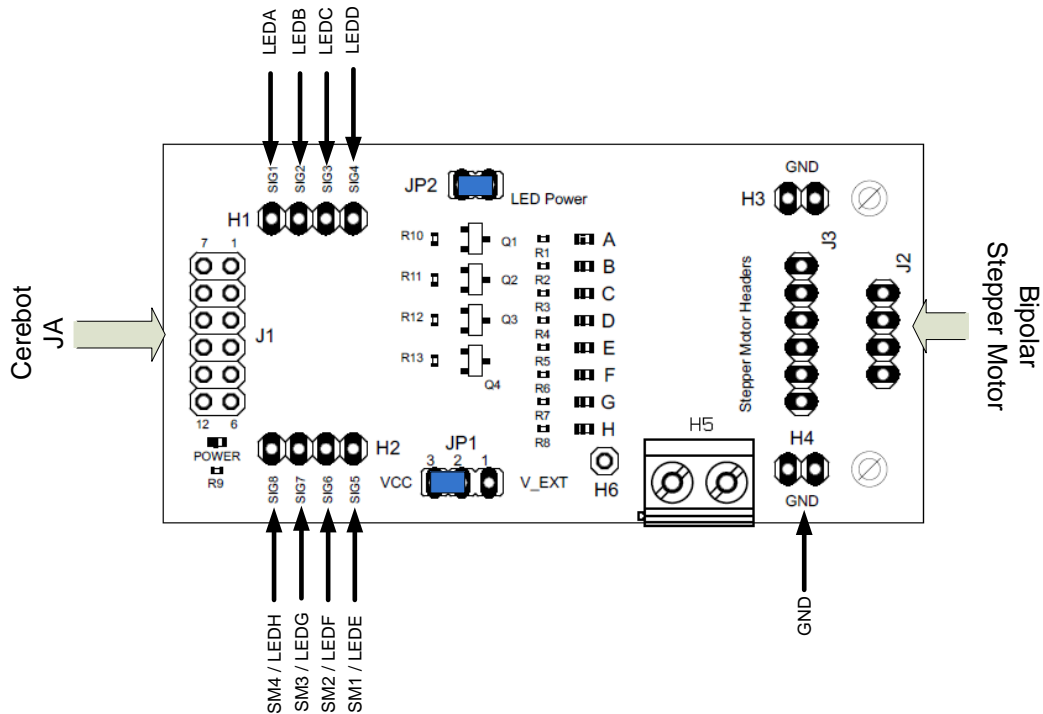 LEDA
LEDB
LEDC
LEDD
SIG1
SIG2
SIG3
SIG4
H1
JP2
LED Power
GND
H3
7 1
J1
12 6
POWER
R9
R10
R11
R12
R13
Q1
Q2
Q3
Q4
R1
R2
R3
R4
R5
R6
R7
R8
A
B
C
D
E
F
G
H
Stepper Motor Headers
J3
J2
Cerebot
JA
Bipolar
Stepper Motor
H2
JP1
3 2 1
VCC
V_EXT
H6
H5
H4
GND
SIG8
SIG7
SIG6
SIG5
SM4 / LEDH
SM3 / LEDG
SM2 / LEDF
SM1 / LEDE
GND